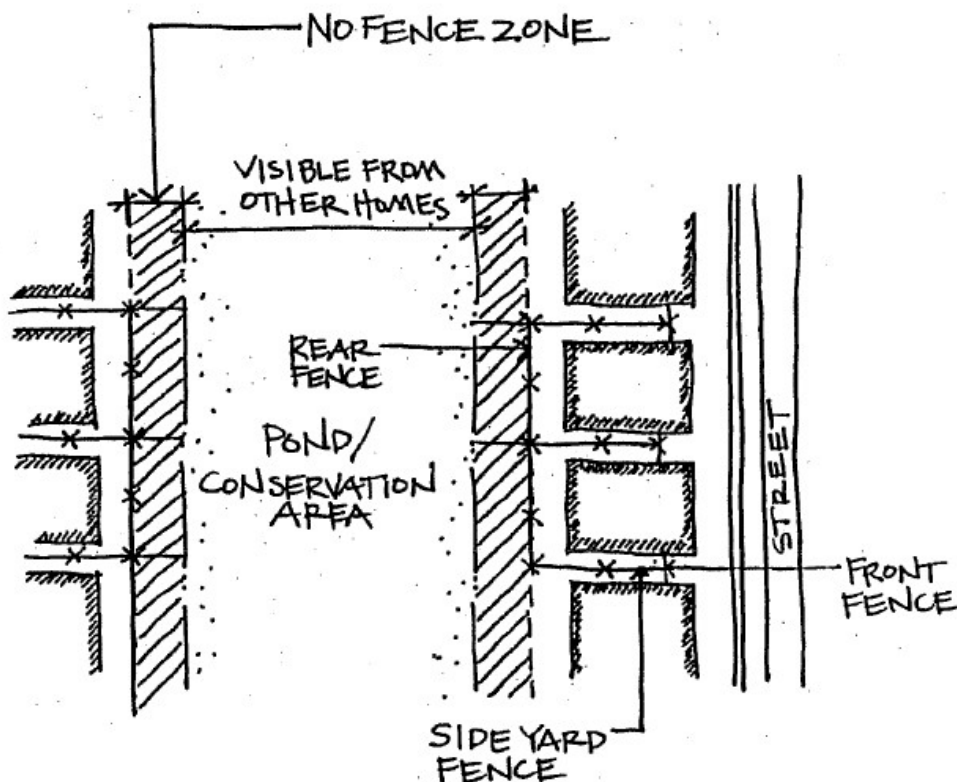 NO FENCE ZONE
VISIBLE FROM
OTHER HOMES
REAR
FENCE
POND/
CONSERVATION
AREA
STREET
FRONT
FENCE
SIDE YARD
FENCE